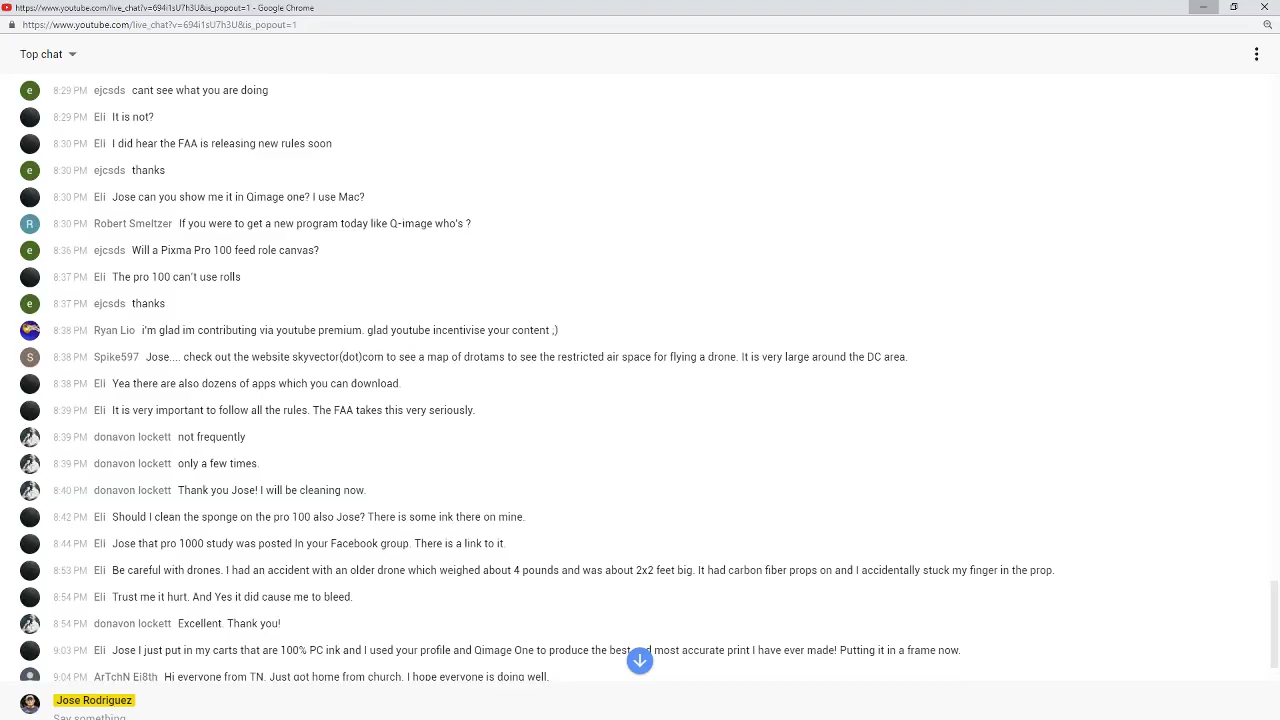 https://www.youtube.com/live_chat?v=694i1sU7h3U&is_popout=1 - Google Chrome
https://www.youtube.com/live_chat?v=694i1sU7h3U&is_popout=1
Top chat
e 8:29 PM ejcsds cant see what you are doing
8:29 PM Eli It is not?
8:30 PM Eli I did hear the FAA is releasing new rules soon
e 8:30 PM ejcsds thanks
8:30 PM Eli Jose can you show me it in Qimage one? I use Mac?
R 8:30 PM Robert Smeltzer If you were to get a new program today like Q-image who's ?
e 8:36 PM ejcsds Will a Pixma Pro 100 feed role canvas?
8:37 PM Eli The pro 100 can't use rolls
e 8:37 PM ejcsds thanks
8:38 PM Ryan Lio i'm glad im contributing via youtube premium. glad youtube incentivise your content ;)
S 8:38 PM Spike597 Jose.... check out the website skyvector(dot)com to see a map of drotams to see the restricted air space for flying a drone. It is very large around the DC area.
8:38 PM Eli Yea there are also dozens of apps which you can download.
8:39 PM Eli It is very important to follow all the rules. The FAA takes this very seriously.
8:39 PM donavon lockett not frequently
8:39 PM donavon lockett only a few times.
8:40 PM donavon lockett Thank you Jose! I will be cleaning now.
8:42 PM Eli Should I clean the sponge on the pro 100 also Jose? There is some ink there on mine.
8:44 PM Eli Jose that pro 1000 study was posted In your Facebook group. There is a link to it.
8:53 PM Eli Be careful with drones. I had an accident with an older drone which weighed about 4 pounds and was about 2x2 feet big. It had carbon fiber props on and I accidentally stuck my finger in the prop.
8:54 PM Eli Trust me it hurt. And Yes it did cause me to bleed.
8:54 PM donavon lockett Excellent. Thank you!
9:03 PM Eli Jose I just put in my carts that are 100% PC ink and I used your profile and Qimage One to produce the best and most accurate print I have ever made! Putting it in a frame now.
9:04 PM ArTchN Ei8th Hi everyone from TN. Just got home from church. I hope everyone is doing well.
Jose Rodriguez
Say something